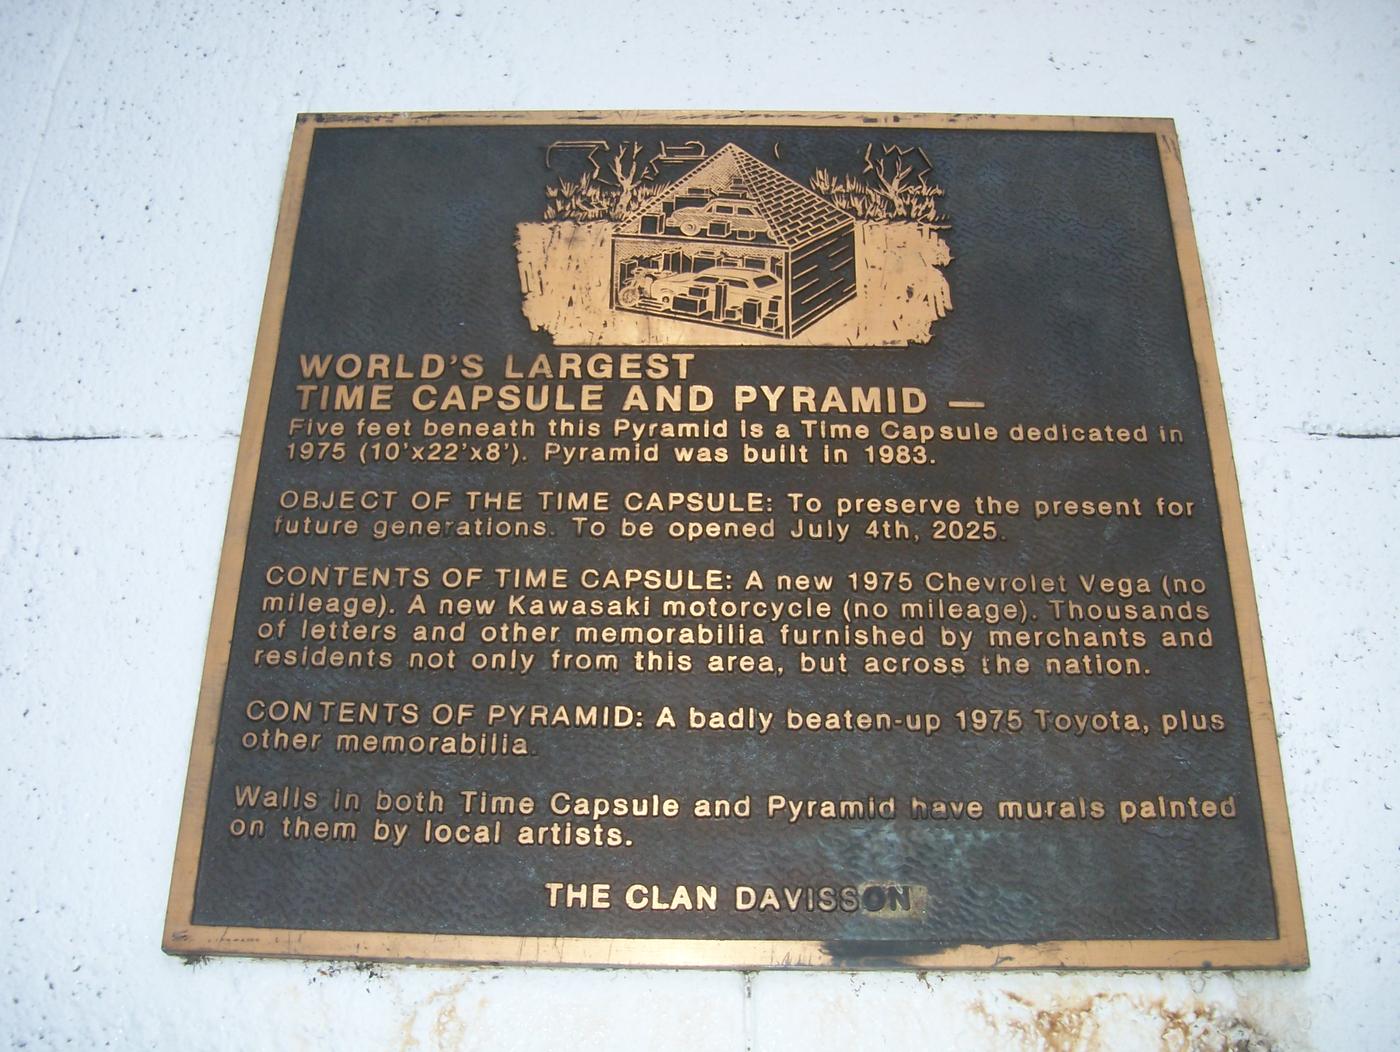 WORLD'S LARGEST
TIME CAPSULE AND PYRAMID —
Five feet beneath this Pyramid is a Time Capsule dedicated in
1975 (10'x22'x8'). Pyramid was built in 1983.
OBJECT OF THE TIME CAPSULE: To preserve the present for
future generations. To be opened July 4th, 2025.
CONTENTS OF TIME CAPSULE: A new 1975 Chevrolet Vega (no
mileage). A new Kawasaki motorcycle (no mileage). Thousands
of letters and other memorabilia furnished by merchants and
residents not only from this area, but across the nation.
CONTENTS OF PYRAMID: A badly beaten-up 1975 Toyota, plus
other memorabilia.
Walls in both Time Capsule and Pyramid have murals painted
on them by local artists.
THE CLAN DAVISSON